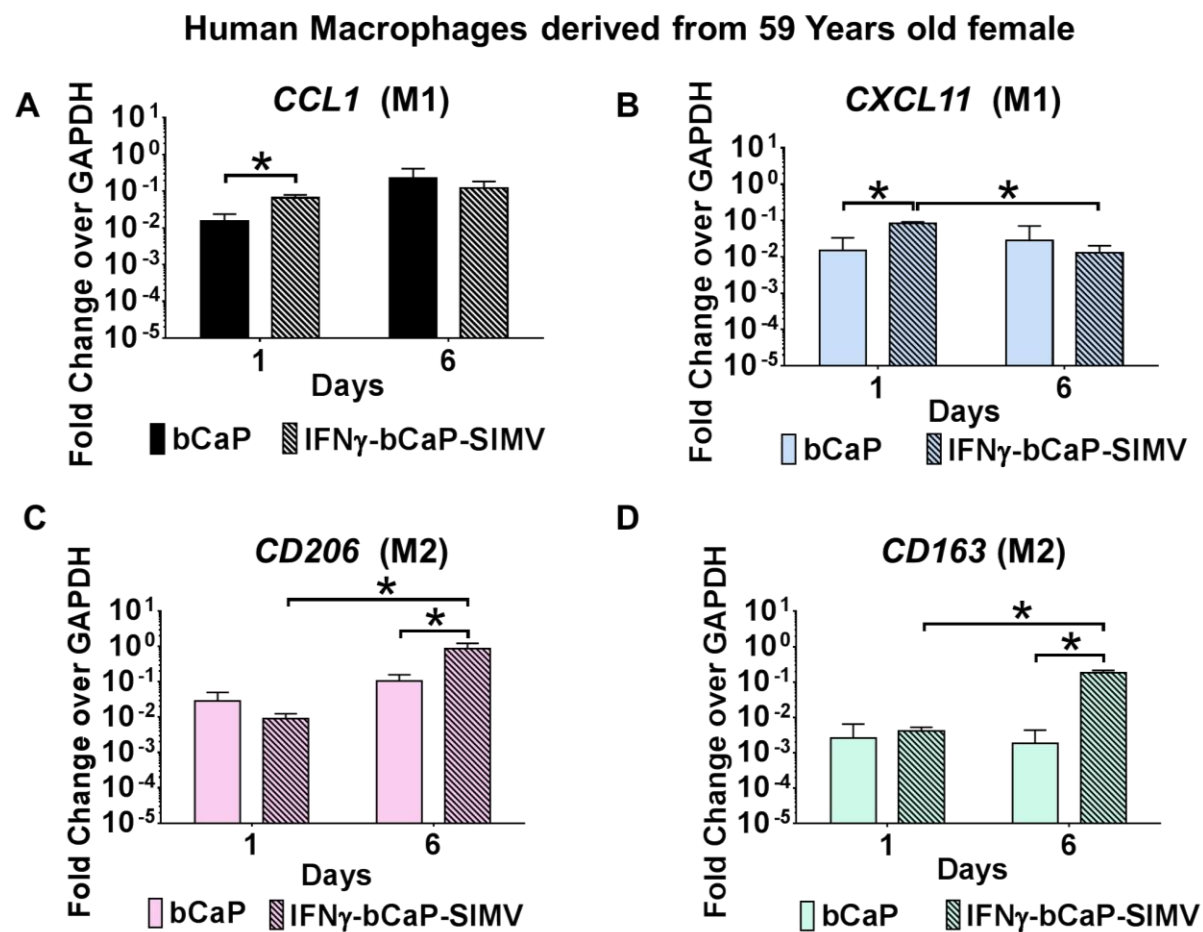 Human Macrophages derived from 59 Years old female
A
CCL1 (M1)
Fold Change over GAPDH
10^1
10^0
10^-1
10^-2
10^-3
10^-4
10^-5
*
1 6
Days
bCaP IFNγ-bCaP-SIMV
B
CXCL11 (M1)
Fold Change over GAPDH
10^1
10^0
10^-1
10^-2
10^-3
10^-4
10^-5
* *
1 6
Days
bCaP IFNγ-bCaP-SIMV
C
CD206 (M2)
Fold Change over GAPDH
10^1
10^0
10^-1
10^-2
10^-3
10^-4
10^-5
*
*
1 6
Days
bCaP IFNγ-bCaP-SIMV
D
CD163 (M2)
Fold Change over GAPDH
10^1
10^0
10^-1
10^-2
10^-3
10^-4
10^-5
*
*
1 6
Days
bCaP IFNγ-bCaP-SIMV